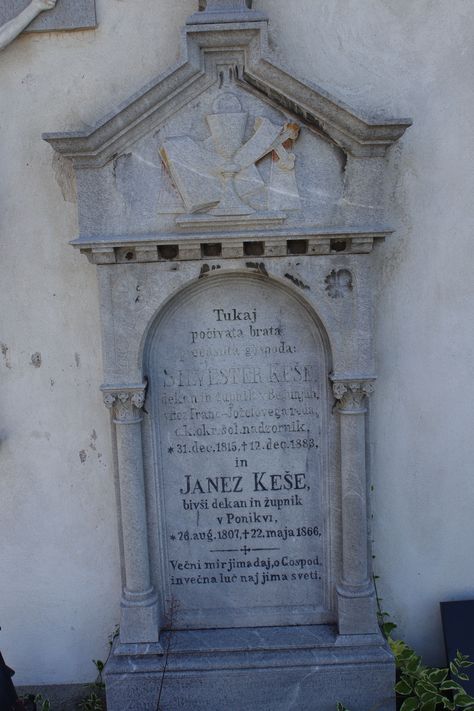 Tukaj
počivata brata
gospoda:
SILVESTER KEŠE,
dekan in župnik v
vitez Franc-Jožefovega reda,
c.k. okr. šol. nadzornik,
*31. dec. 1815, †12. dec. 1883,
in
JANEZ KEŠE,
bivši dekan in župnik
v PONIKVI,
*26. aug. 1807, †22. maja 1866.
Večni mir jima daj, o Gospod,
in večna luč naj jima sveti.